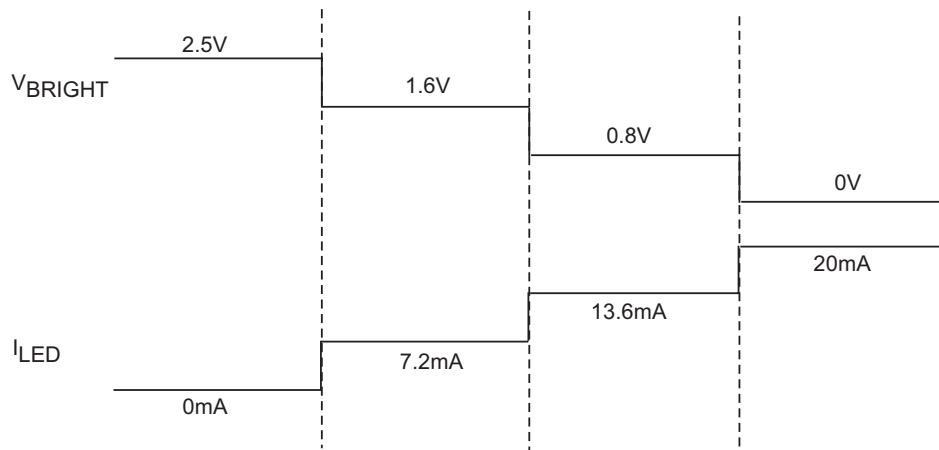 2.5V
VBRIGHT
1.6V
0.8V
0V
20mA
13.6mA
ILED
7.2mA
0mA